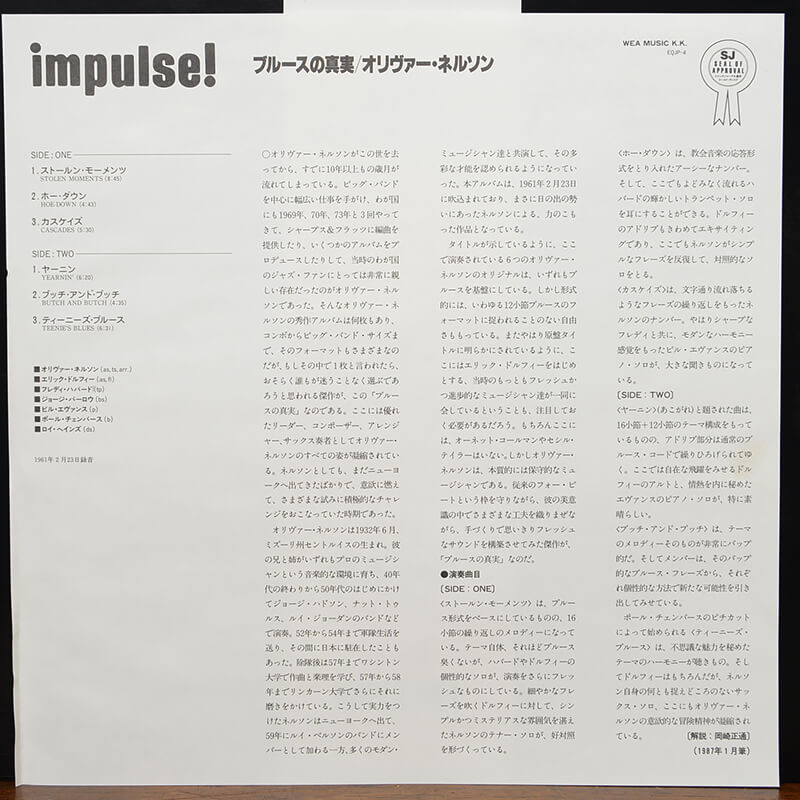 impulse!
ブルースの真実/オリヴァー・ネルソン
WEA MUSIC K.K.
EQJP-4
SJ
SEAL OF
APPROVAL
SIDE:ONE
1.ストールン・モーメンツ
STOLEN MOMENTS (8:45)
2.ホー・ダウン
HOE-DOWN (4:43)
3.カスケイズ
CASCADES (5:30)
SIDE:TWO
1.ヤーニン
YEARNIN' (6:20)
2.ブッチ・アンド・ブッチ
BUTCH AND BUTCH (4:35)
3.ティーニーズ・ブルース
TEENIE'S BLUES (6:31)
■オリヴァー・ネルソン(as,ts,arr.)
■エリック・ドルフィー(as,fl)
■フレディ・ハバード(tp)
■ジョージ・バーロウ(bs)
■ビル・エヴァンス(p)
■ポール・チェンバース(b)
■ロイ・ヘインズ(ds)
1961年2月23日録音
○オリヴァー・ネルソンがこの世を去
ってから、すでに10年以上もの歳月が
流れてしまっている。ビッグ・バンド
を中心に幅広い仕事を手がけ、わが国
にも1969年、70年、73年と3回やって
きて、シャープス&フラッツに編曲を
提供したり、いくつかのアルバムをプ
ロデュースしたりして、当時のわが国
のジャズ・ファンにとっては非常に親
しい存在だったのがオリヴァー・ネル
ソンであった。そんなオリヴァー・ネ
ルソンの秀作アルバムは何枚もあり、
コンボからビッグ・バンド・サイズま
で、そのフォーマットもさまざまなの
だが、もしその中で1枚と言われたら、
おそらく誰もが迷うことなく選ぶであ
ろうと思われる傑作が、この「ブルー
スの真実」なのである。ここには優れ
たリーダー、コンポーザー、アレンジ
ャー、サックス奏者としてオリヴァー・
ネルソンのすべての姿が凝縮されてい
る。ネルソンとしても、まだニューヨ
ークへ出てきたばかりで、意欲に燃え
て、さまざまな試みに積極的なチャレ
ンジをおこなっていた時期であった。
オリヴァー・ネルソンは1932年6月、
ミズーリ州セントルイスの生まれ。彼
の兄と姉がいずれもプロのミュージシ
ャンという音楽的な環境に育ち、40年
代の終わりから50年代のはじめにかけ
てジョージ・ハドソン、ナット・トゥ
ルス、ルイ・ジョーダンのバンドなど
で演奏、52年から54年まで軍隊生活を
送り、その間に日本に駐在したことも
あった。除隊後は57年までワシントン
大学で作曲と楽理を学び、57年から58
年までリンカーン大学でさらにそれに
磨きをかけている。こうして実力をつ
けたネルソンはニューヨークへ出て、
59年にルイ・ベルソンのバンドにメン
バーとして加わる一方、多くのモダン・
ミュージシャン達と共演して、その多
彩な才能を認められるようになってい
った。本アルバムは、1961年2月23日
に吹込まれており、まさに日の出の勢
いにあったネルソンによる、力のこも
った作品となっている。
タイトルが示しているように、ここ
で演奏されている6つのオリヴァー・
ネルソンのオリジナルは、いずれもブ
ルースを基盤にしている。しかし形式
的には、いわゆる12小節ブルースのフ
ォーマットに捉われることのない自由
さももっている。またやはり原盤タイ
トルに明らかにされているように、こ
こにはエリック・ドルフィーをはじめ
とする、当時のもっともフレッシュか
つ進歩的なミュージシャン達が一同に
会しているということも、注目してお
く必要があるだろう。もちろんここに
は、オーネット・コールマンやセシル・
テイラーはいない。しかしオリヴァー・
ネルソンは、本質的には保守的なミュ
ージシャンである。従来のフォー・ビ
ートという枠を守りながら、彼の美意
識の中でさまざまな工夫を織りまぜな
がら、手づくりで思いきりフレッシュ
なサウンドを構築させてみた傑作が、
「ブルースの真実」なのだ。
●演奏曲目
〔SIDE:ONE〕
〈ストールン・モーメンツ〉は、ブルー
ス形式をベースにしているものの、16
小節の繰り返しのメロディーになって
いる。テーマ自体、それほどブルース
臭くないが、ハバードやドルフィーの
個性的なソロが、演奏をさらにフレッ
シュなものにしている。細やかなフレ
ーズを吹くドルフィーに対して、シン
プルかつミステリアスな雰囲気を湛え
たネルソンのテナー・ソロが、好対照
を形づくっている。
〈ホー・ダウン〉は、教会音楽の応答形
式をとり入れたアーシーなナンバー。
そして、ここでもよどみなく流れるハ
バードの輝かしいトランペット・ソロ
を耳にすることができる。ドルフィー
のアドリブもきわめてエキサイティン
グであり、ここでもネルソンがシンプ
ルなフレーズを反復して、対照的なソ
ロをとる。
〈カスケイズ〉は、文字通り流れ落ちる
ようなフレーズの繰り返しをもったネ
ルソンのナンバー。やはりシャープな
フレディと共に、モダンなハーモニー
感覚をもったビル・エヴァンスのピア
ノ・ソロが、大きな聞きものになって
いる。
〔SIDE:TWO〕
〈ヤーニン〉(あこがれ)と題された曲は、
16小節+12小節のテーマ構成をもって
いるものの、アドリブ部分は通常のブ
ルース・コードで繰りひろげられてゆ
く。ここでは自在な飛躍をみせるドル
フィーのアルトと、情熱を内に秘めた
エヴァンスのピアノ・ソロが、特に素
晴らしい。
〈ブッチ・アンド・ブッチ〉は、テーマ
のメロディーそのものが非常にバップ
的だ。そしてメンバーは、そのバップ
的なブルース・フレーズから、それぞ
れ個性的な方法で新たな可能性を引き
出してみせている。
ポール・チェンバースのピチカット
によって始められる〈ティーニーズ・
ブルース〉は、不思議な魅力を秘めた
テーマのハーモニーが聴きもの。そし
てドルフィーはもちろんだが、ネルソ
ン自身の何とも捉えどころのないサッ
クス・ソロ、ここにもオリヴァー・ネ
ルソンの意欲的な冒険精神が凝縮され
ている。 〔解説:岡崎正通〕
(1987年1月筆)